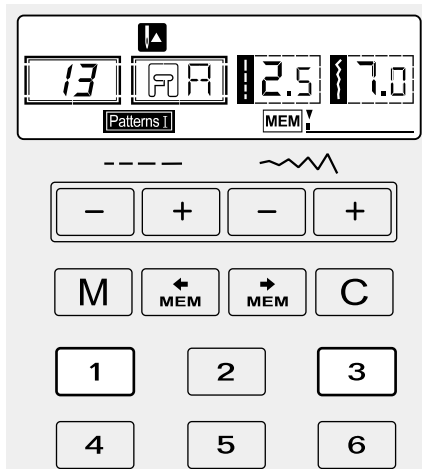 13 A A 2.5 7.0
Patterns I MEM
− + − +
M ← MEM → MEM C
1 2 3
4 5 6